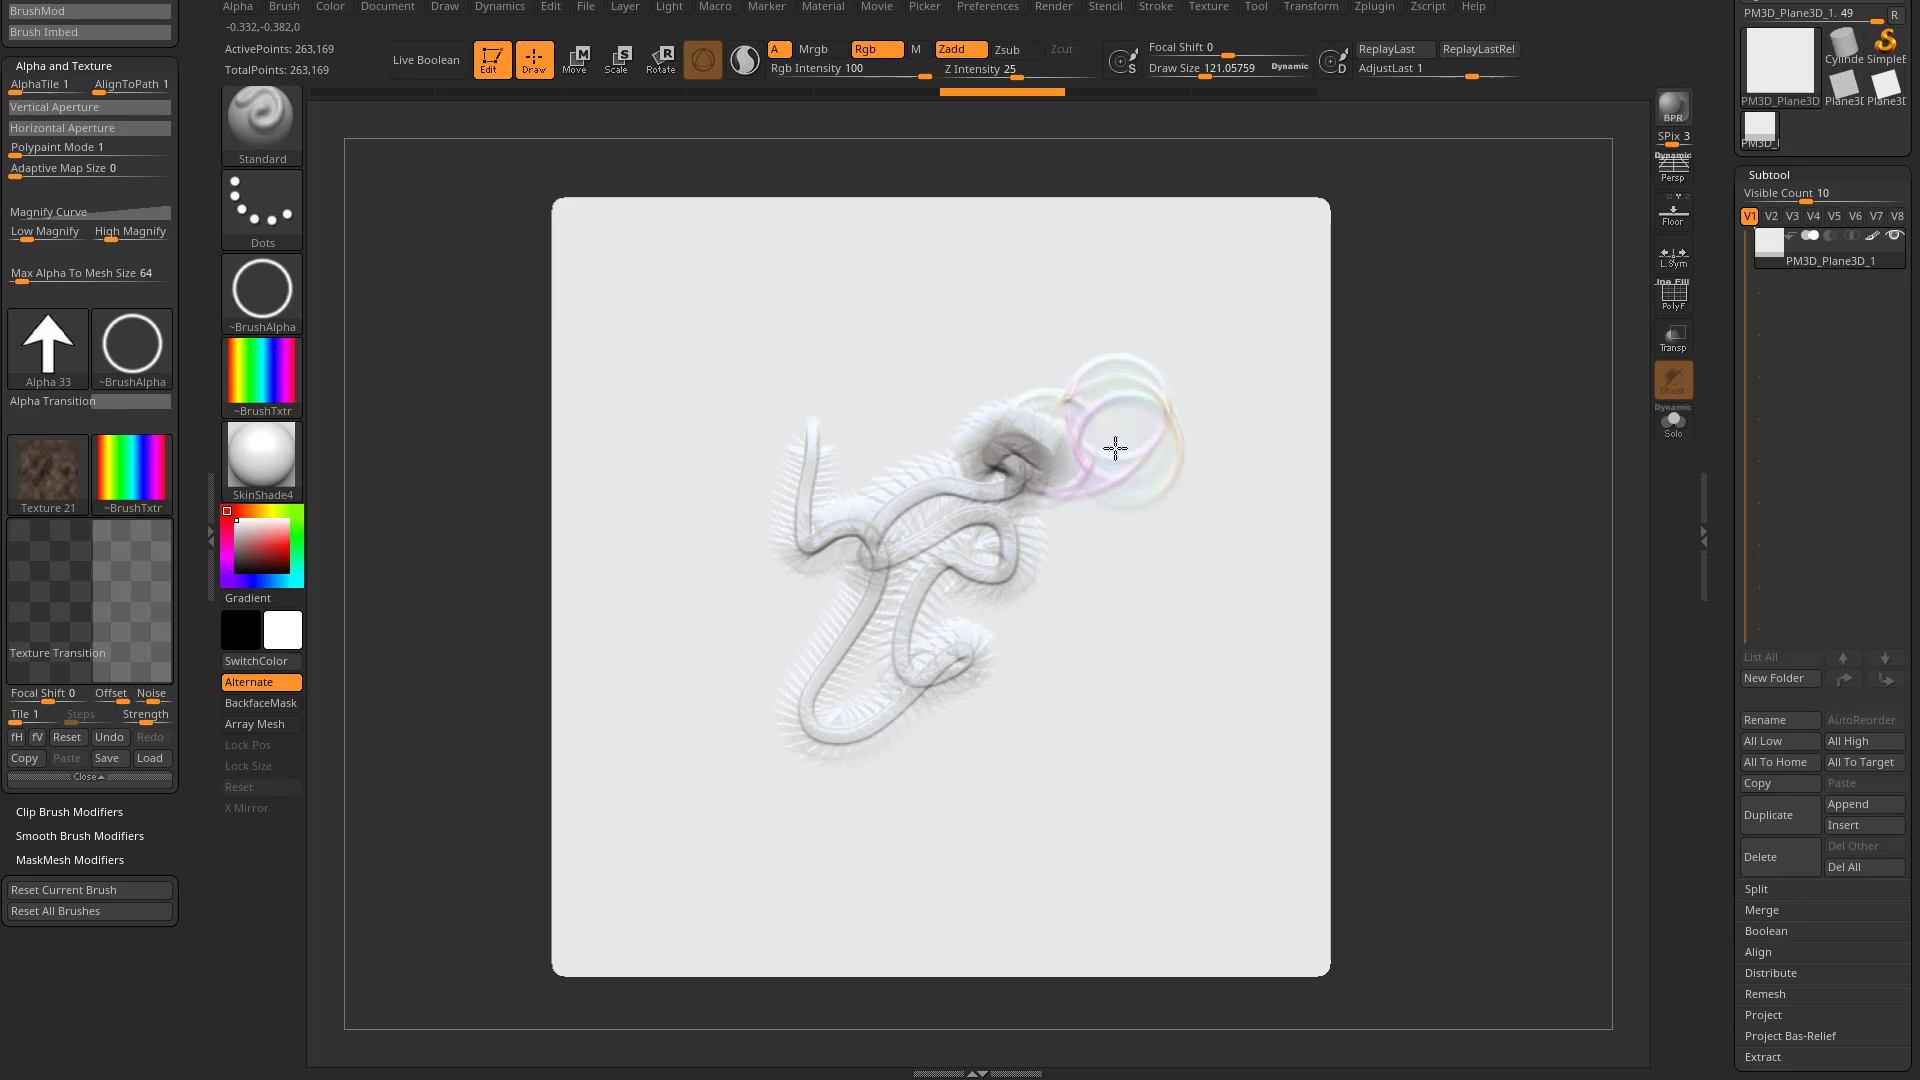 Alpha Brush Color Document Draw Dynamics Edit File Layer Light Macro Marker Material Movie Picker Preferences Render Stencil Stroke Texture Tool Transform Zplugin Zscript Help
-0.332,-0.382,0
ActivePoints: 263,169
TotalPoints: 263,169
Live Boolean
Edit Draw Move Scale Rotate
A Mrgb Rgb M Zadd Zsub Zcut
Rgb Intensity 100 Z Intensity 25
Focal Shift 0
Draw Size 121.05759 Dynamic
S D
ReplayLast ReplayLastRel
AdjustLast 1
BrushMod
Brush Imbed
Alpha and Texture
AlphaTile 1 AlignToPath 1
Vertical Aperture
Horizontal Aperture
Polypaint Mode 1
Adaptive Map Size 0
Magnify Curve
Low Magnify High Magnify
Max Alpha To Mesh Size 64
Alpha 33 ~BrushAlpha
Alpha Transition
Texture 21 ~BrushTxtr
Texture Transition
Focal Shift 0 Offset Noise
Tile 1 Steps Strength
fH fV Reset Undo Redo
Copy Paste Save Load
Close
Clip Brush Modifiers
Smooth Brush Modifiers
MaskMesh Modifiers
Reset Current Brush
Reset All Brushes
Standard
Dots
~BrushAlpha
~BrushTxtr
SkinShade4
Gradient
SwitchColor
Alternate
BackfaceMask
Array Mesh
Lock Pos
Lock Size
Reset
X Mirror
BPR
SPix 3
Dynamic
Persp
Floor
L.Sym
PolyF
Transp
Ghost
Dynamic
Solo
PM3D_Plane3D_1. 49 R
Cylinde SimpleE
PM3D_Plane3D Plane3D Plane3D
Subtool
Visible Count 10
V1 V2 V3 V4 V5 V6 V7 V8
PM3D_Plane3D_1
List All
New Folder
Rename AutoReorder
All Low All High
All To Home All To Target
Copy Paste
Duplicate Append
Insert
Delete Del Other
Del All
Split
Merge
Boolean
Align
Distribute
Remesh
Project
Project Bas-Relief
Extract